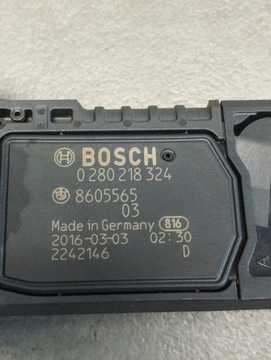 BOSCH
0 280 218 324
8605565
03
Made in Germany 816
2016-03-03 02:30
2242146 D